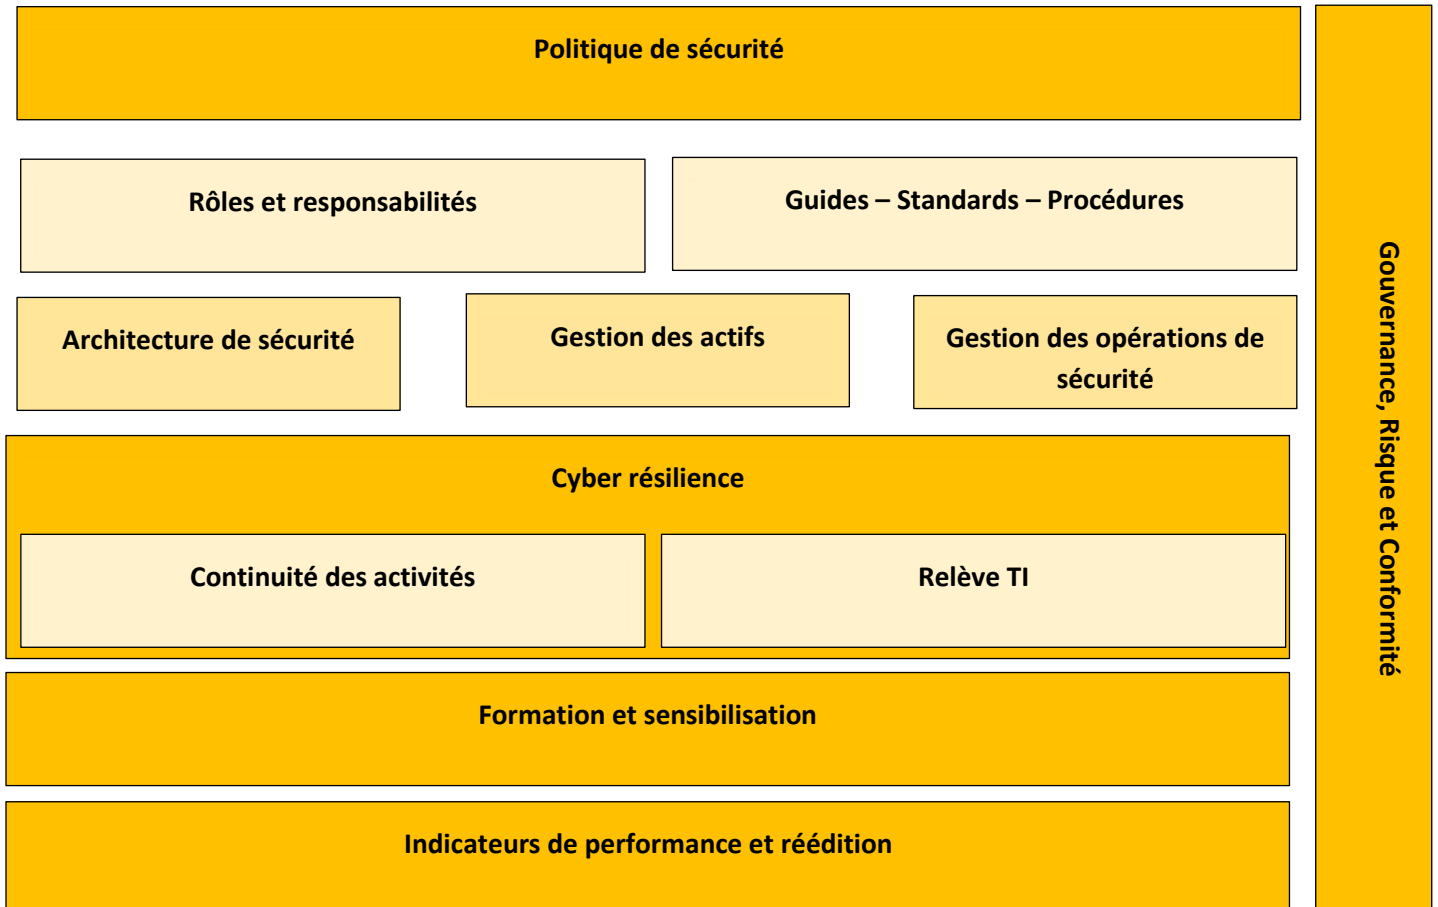 Politique de sécurité
Rôles et responsabilités
Guides – Standards – Procédures
Architecture de sécurité
Gestion des actifs
Gestion des opérations de
sécurité
Cyber résilience
Continuité des activités
Relève TI
Formation et sensibilisation
Indicateurs de performance et réédition
Gouvernance, Risque et Conformité